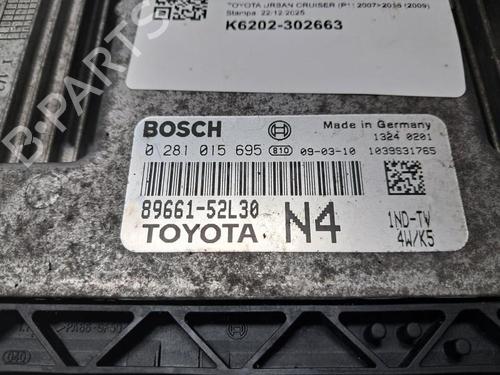 TOYOTA URBAN CRUISER (P1) 2007>2016 (2009)
Stampa: 22-12-2025
K6202-302663
BOSCH
Made in Germany
1324 0201
0 281 015 695 810 09-03-10 1039S31765
89661-52L30
TOYOTA N4
1ND-TV
4W/K5